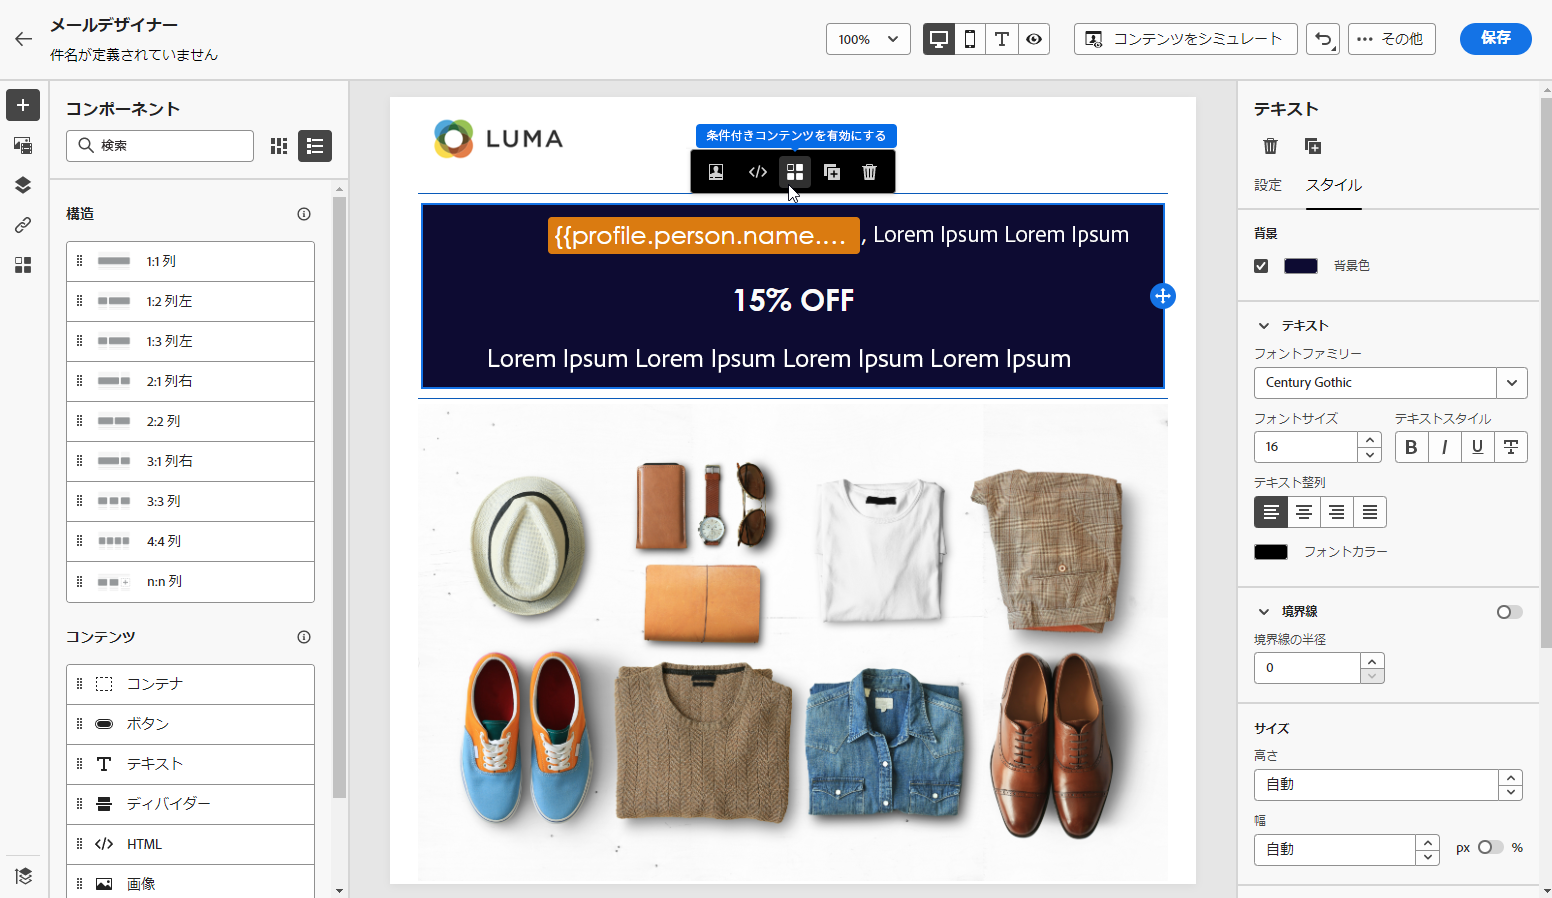 メールデザイナー
件名が定義されていません
100%
コンテンツをシミュレート
その他
保存
コンポーネント
検索
構造
1:1 列
1:2 列左
1:3 列左
2:1 列右
2:2 列
3:1 列右
3:3 列
4:4 列
n:n 列
コンテンツ
コンテナ
ボタン
テキスト
ディバイダー
HTML
画像
LUMA
条件付きコンテンツを有効にする
{{profile.person.name.... , Lorem Ipsum Lorem Ipsum
15% OFF
Lorem Ipsum Lorem Ipsum Lorem Ipsum Lorem Ipsum
テキスト
設定 スタイル
背景
背景色
テキスト
フォントファミリー
Century Gothic
フォントサイズ テキストスタイル
16
B I U T
テキスト整列
フォントカラー
境界線
境界線の半径
0
サイズ
高さ
自動
幅
自動
px %